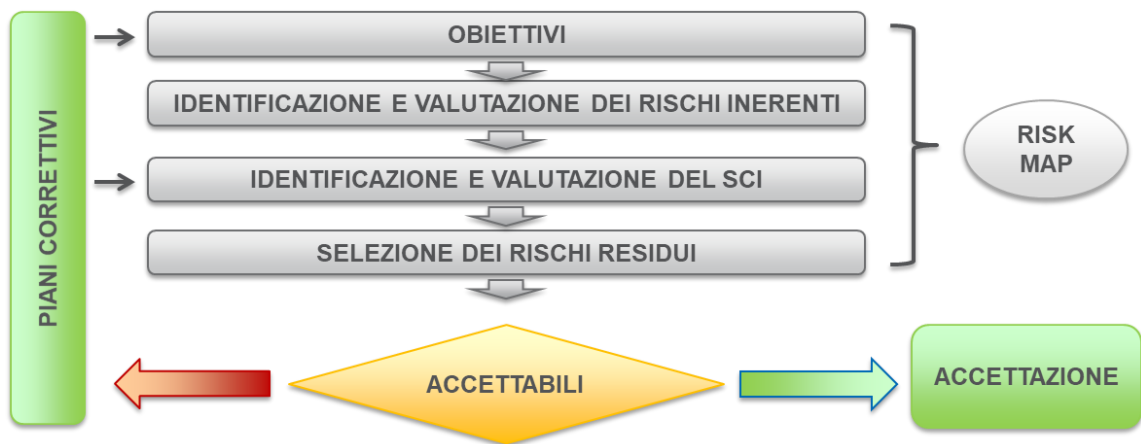 PIANI CORRETTIVI
OBIETTIVI
IDENTIFICAZIONE E VALUTAZIONE DEI RISCHI INERENTI
IDENTIFICAZIONE E VALUTAZIONE DEL SCI
SELEZIONE DEI RISCHI RESIDUI
RISK
MAP
ACCETTABILI
ACCETTAZIONE